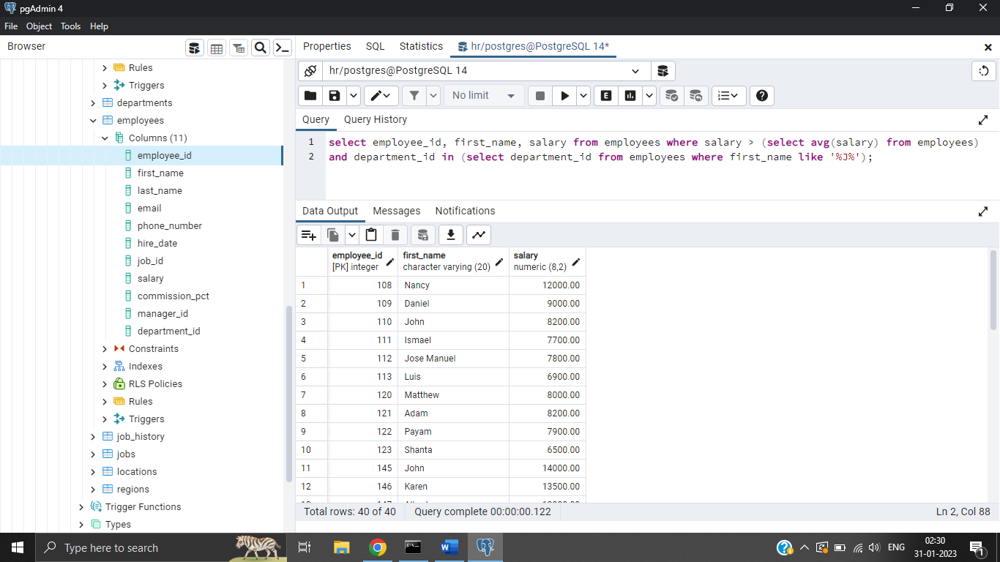 pgAdmin 4
File Object Tools Help
Browser
Properties SQL Statistics hr/postgres@PostgreSQL 14*
Rules
Triggers
departments
employees
Columns (11)
employee_id
first_name
last_name
email
phone_number
hire_date
job_id
salary
commission_pct
manager_id
department_id
Constraints
Indexes
RLS Policies
Rules
Triggers
job_history
jobs
locations
regions
Trigger Functions
Types
hr/postgres@PostgreSQL 14
No limit
E
Query Query History
1 select employee_id, first_name, salary from employees where salary > (select avg(salary) from employees)
2 and department_id in (select department_id from employees where first_name like '%J%');
Data Output Messages Notifications
employee_id first_name salary
[PK] integer character varying (20) numeric (8,2)
1 108 Nancy 12000.00
2 109 Daniel 9000.00
3 110 John 8200.00
4 111 Ismael 7700.00
5 112 Jose Manuel 7800.00
6 113 Luis 6900.00
7 120 Matthew 8000.00
8 121 Adam 8200.00
9 122 Payam 7900.00
10 123 Shanta 6500.00
11 145 John 14000.00
12 146 Karen 13500.00
Total rows: 40 of 40 Query complete 00:00:00.122 Ln 2, Col 88
Type here to search
ENG
02:30
31-01-2023
1